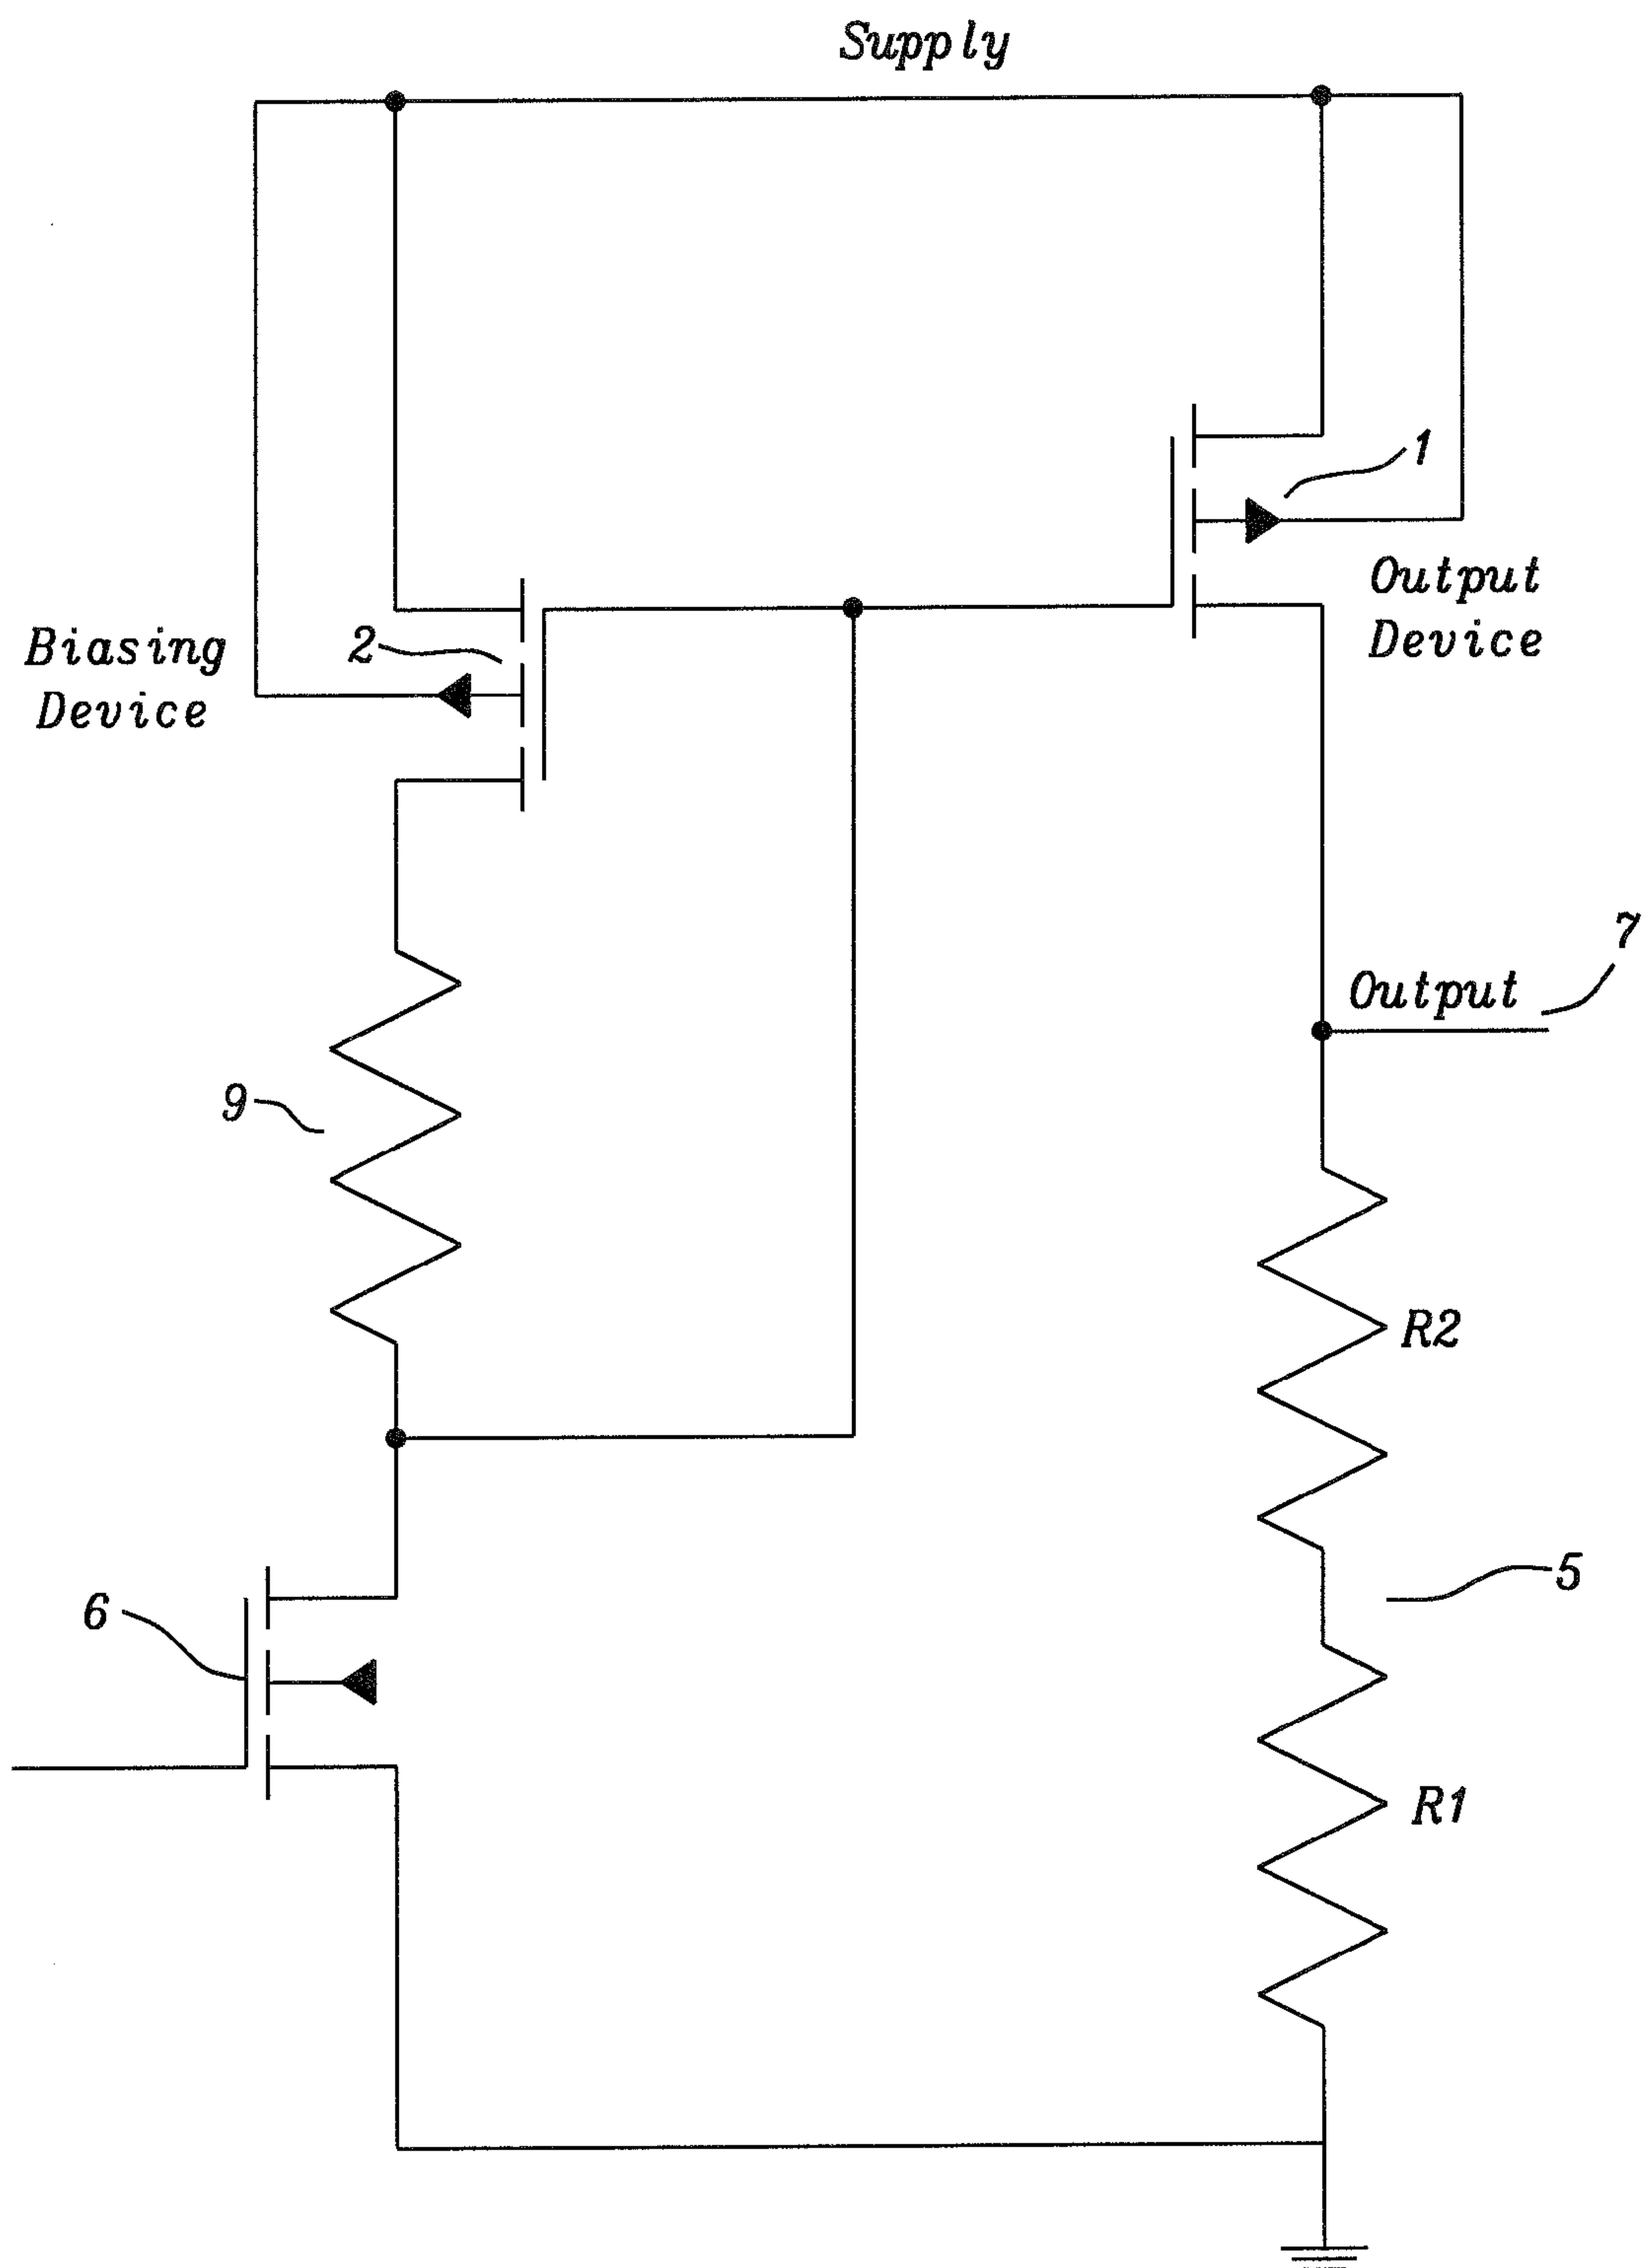 Supply
1
Output
Device
2
Biasing
Device
7
Output
9
R2
5
6
R1